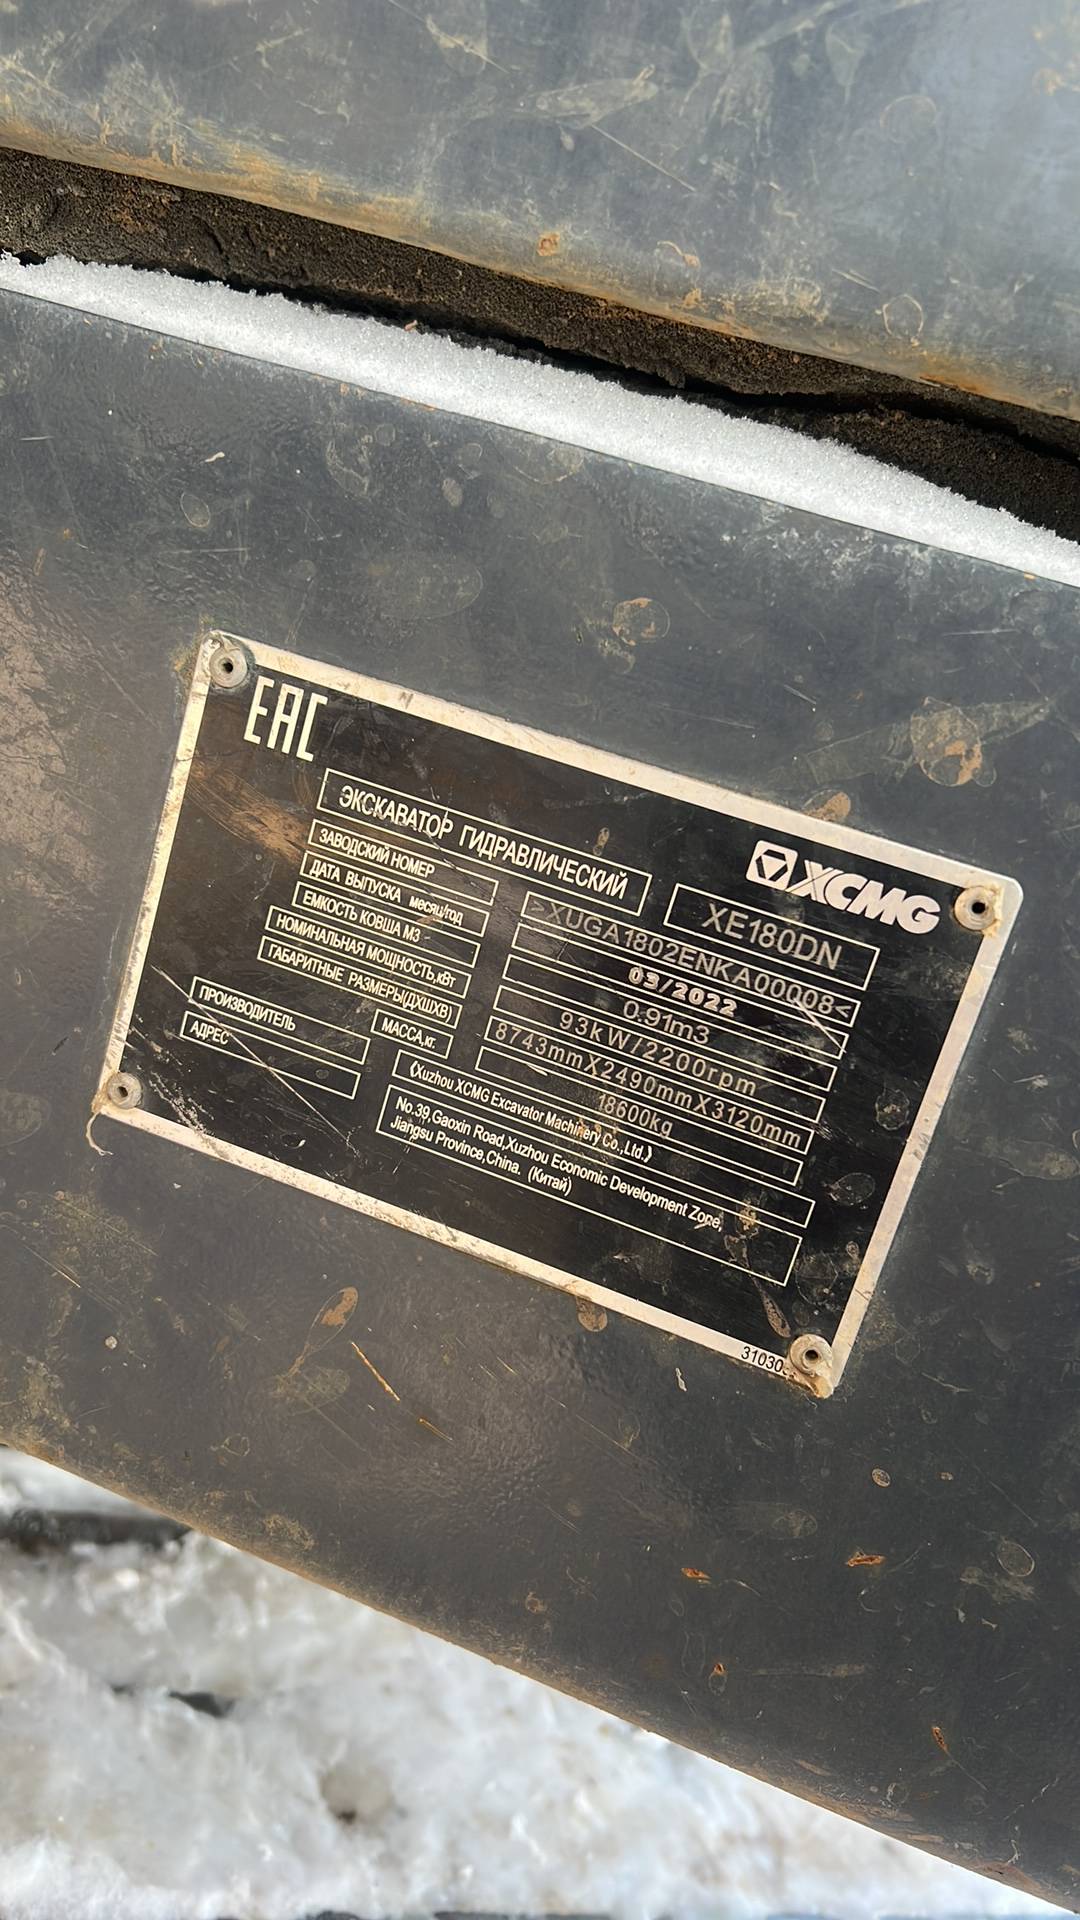 EAC
XCMG
ЭКСКАВАТОР ГИДРАВЛИЧЕСКИЙ XE180DN
ЗАВОДСКИЙ НОМЕР >XUGA1802ENKA00008<
ДАТА ВЫПУСКА месяц/год 03/2022
ЕМКОСТЬ КОВША М3 0.91m3
НОМИНАЛЬНАЯ МОЩНОСТЬ,кВт 93kW/2200rpm
ГАБАРИТНЫЕ РАЗМЕРЫ(ДХШХВ) 8743mmX2490mmX3120mm
МАССА,кг. 18600kg
ПРОИЗВОДИТЕЛЬ 《Xuzhou XCMG Excavator Machinery Co.,Ltd.》
АДРЕС No.39,Gaoxin Road,Xuzhou Economic Development Zone,
Jiangsu Province,China. (Китай)